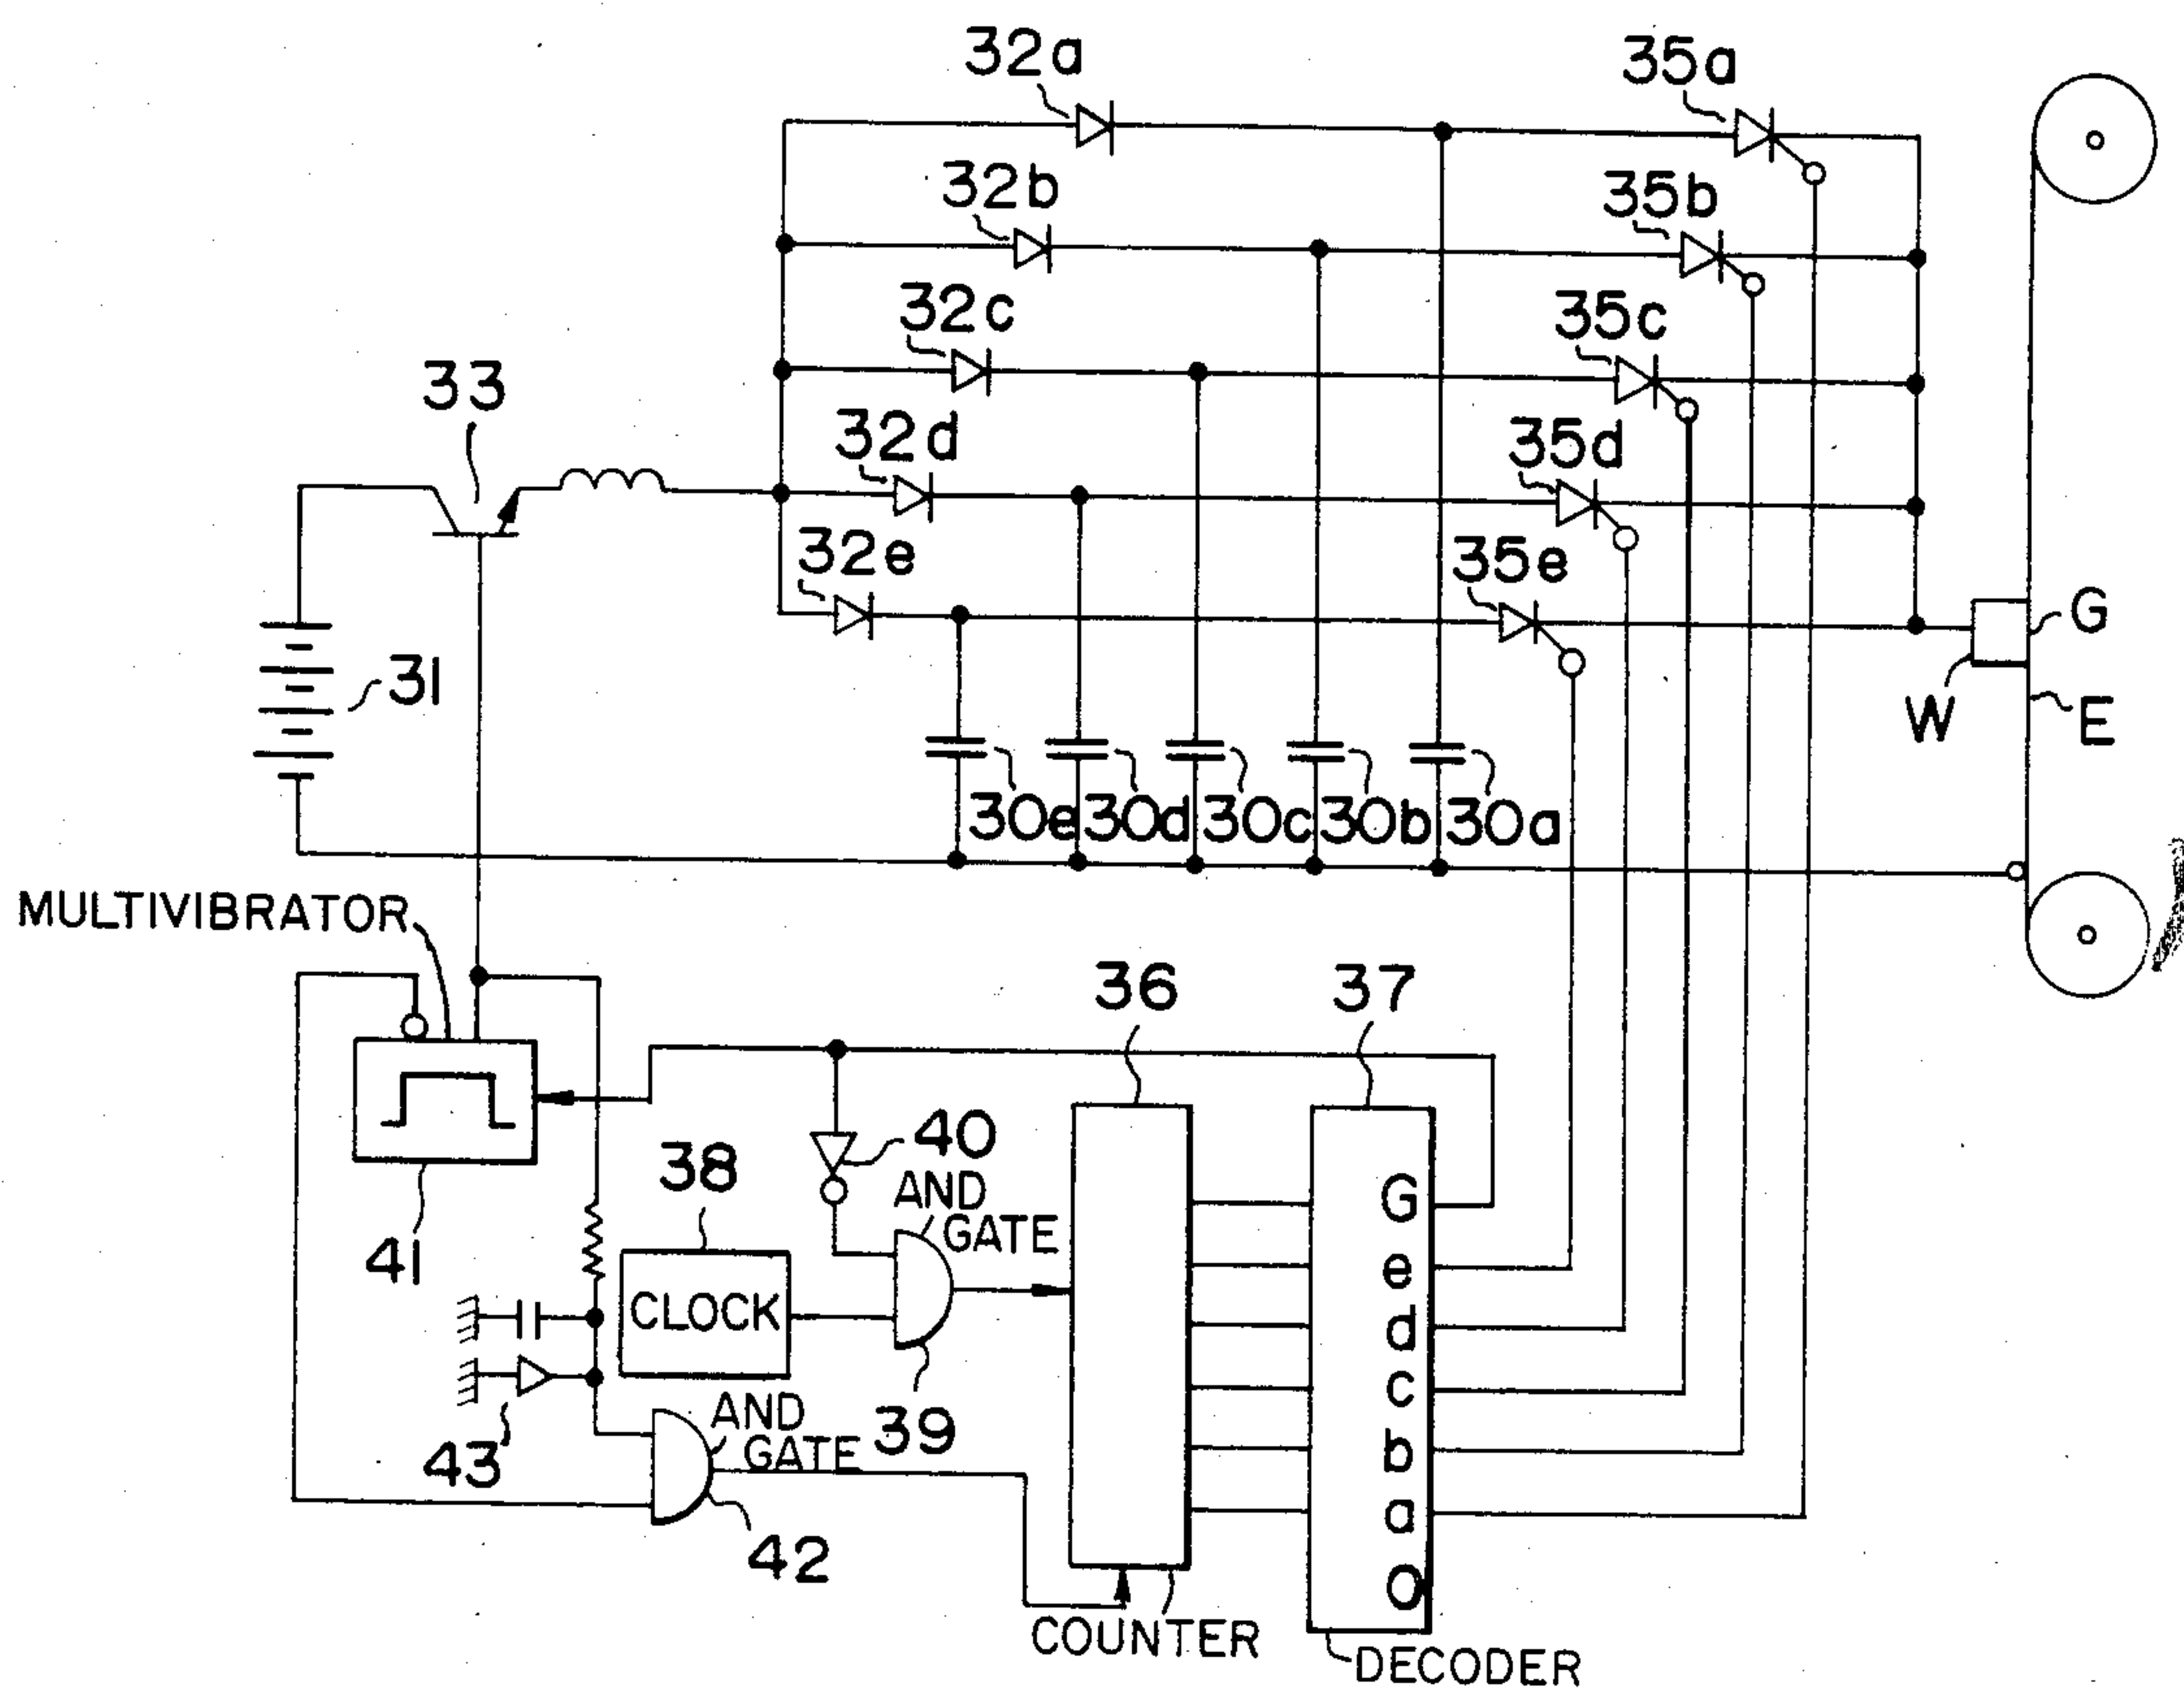 32a
35a
32b
35b
32c
35c
33
32d
35d
32e
35e
G
31
W
E
30e
30d
30c
30b
30a
MULTIVIBRATOR
36
37
40
38
AND
GATE
G
41
CLOCK
e
d
c
39
AND
GATE
43
b
a
42
O
COUNTER
DECODER